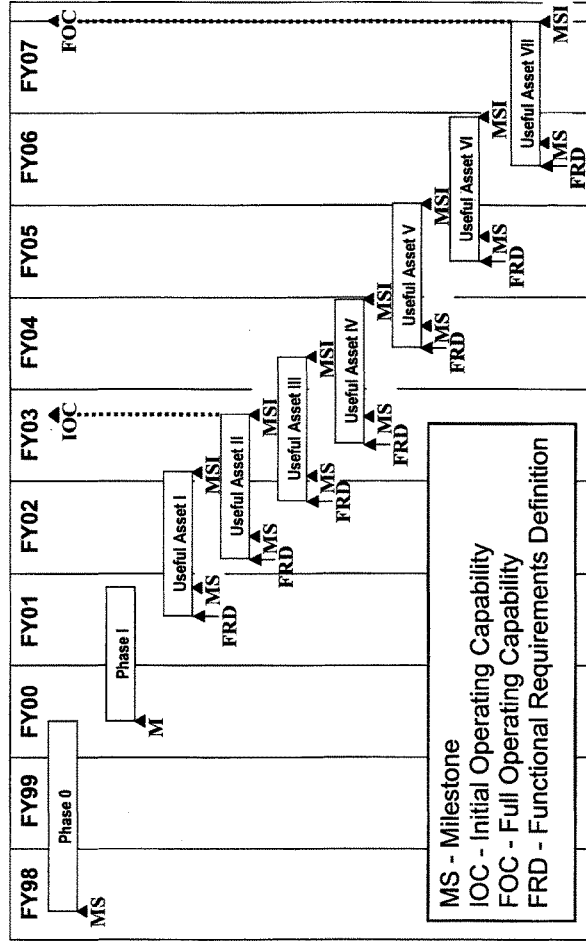 FY98 FY99 FY00 FY01 FY02 FY03 FY04 FY05 FY06 FY07
Phase 0
MS
Phase I
M
Useful Asset I
FRD
MS
MSI
Useful Asset II
FRD
MS
MSI
IOC
Useful Asset III
FRD
MS
MSI
Useful Asset IV
FRD
MS
MSI
Useful Asset V
FRD
MS
MSI
Useful Asset VI
FRD
MS
MSI
Useful Asset VII
FRD
MS
MSI
FOC
MS - Milestone
IOC - Initial Operating Capability
FOC - Full Operating Capability
FRD - Functional Requirements Definition